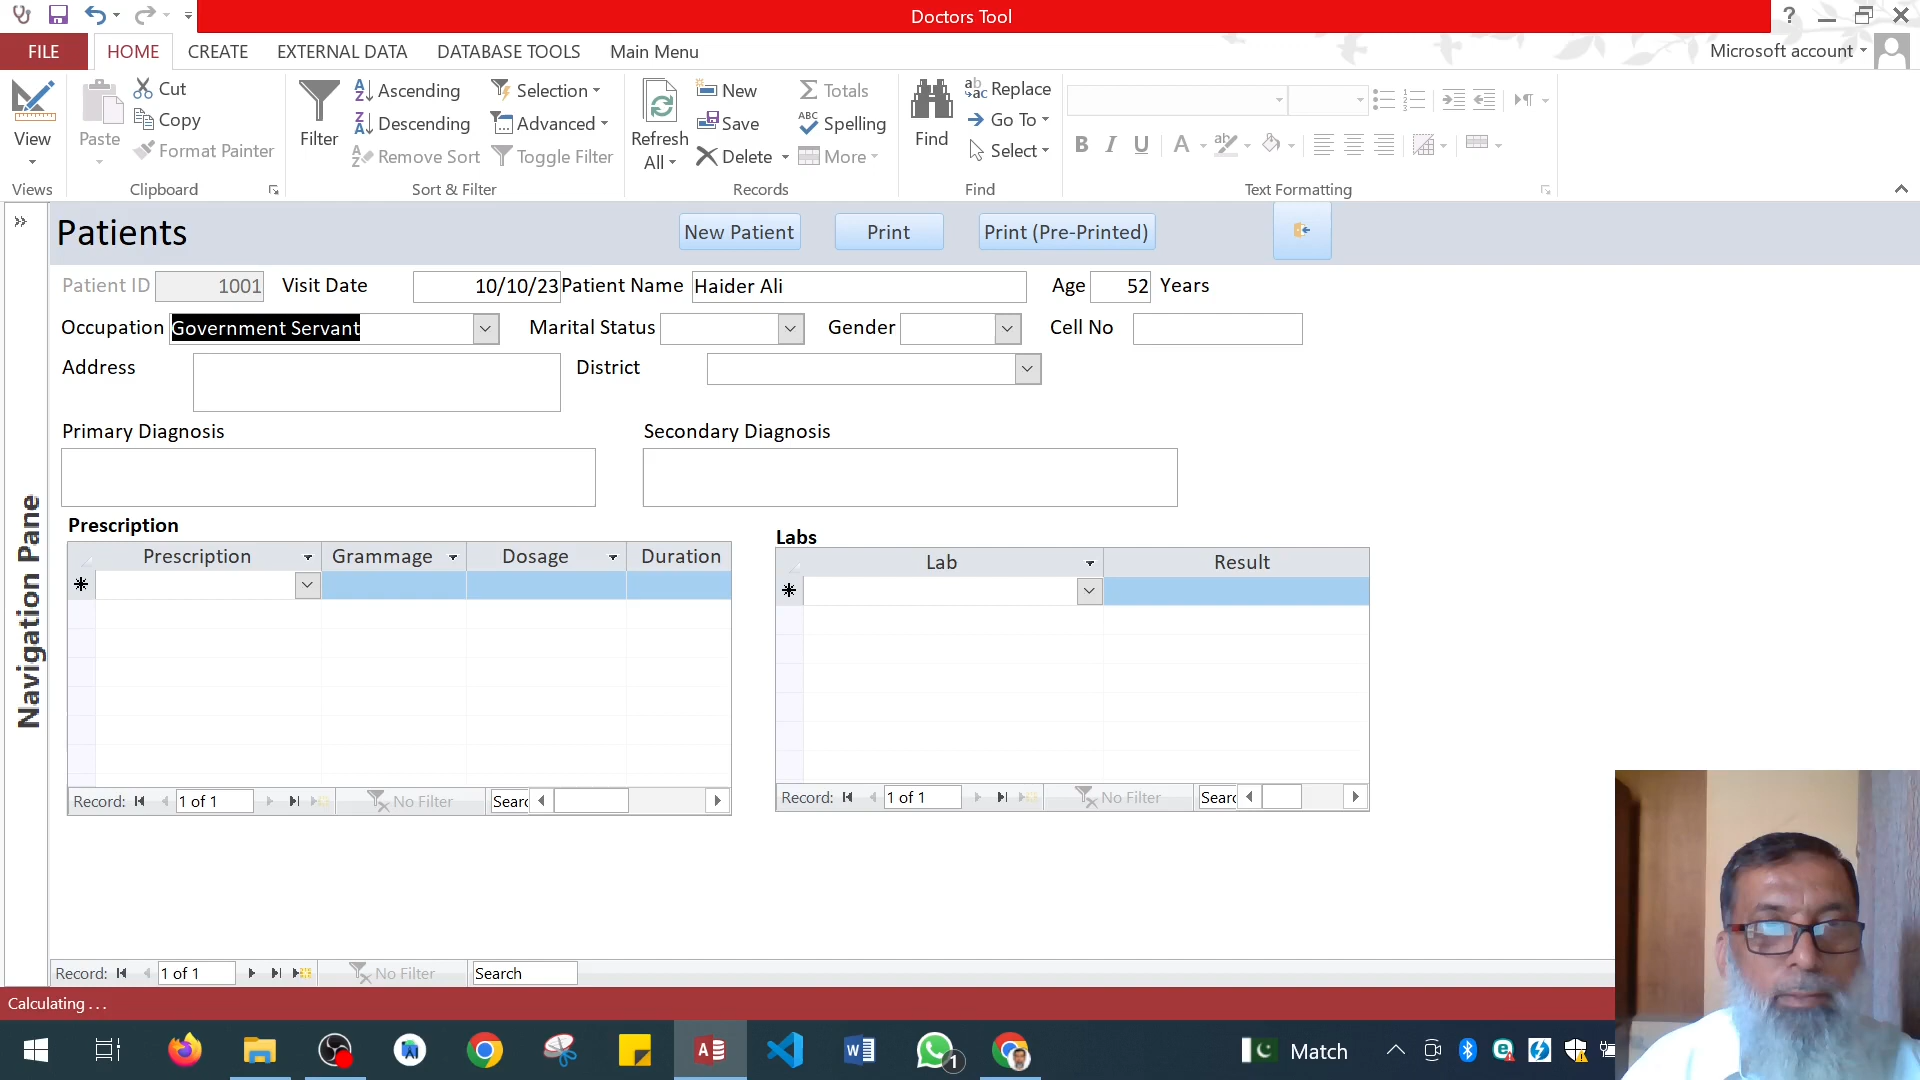 Doctors Tool
?
FILE HOME CREATE EXTERNAL DATA DATABASE TOOLS Main Menu Microsoft account
View
Paste
Cut
Copy
Format Painter
Filter
Ascending
Descending
Remove Sort
Selection
Advanced
Toggle Filter
Refresh
All
New
Save
Delete
Totals
Spelling
More
Find
Replace
Go To
Select
B I U A
Views Clipboard Sort & Filter Records Find Text Formatting
Patients New Patient Print Print (Pre-Printed)
Patient ID 1001 Visit Date 10/10/23 Patient Name Haider Ali Age 52 Years
Occupation Government Servant Marital Status Gender Cell No
Address District
Primary Diagnosis Secondary Diagnosis
Navigation Pane
Prescription
Prescription Grammage Dosage Duration
Record: 1 of 1 No Filter Searc
Labs
Lab Result
Record: 1 of 1 No Filter Searc
Record: 1 of 1 No Filter Search
Calculating . . .
1
Match